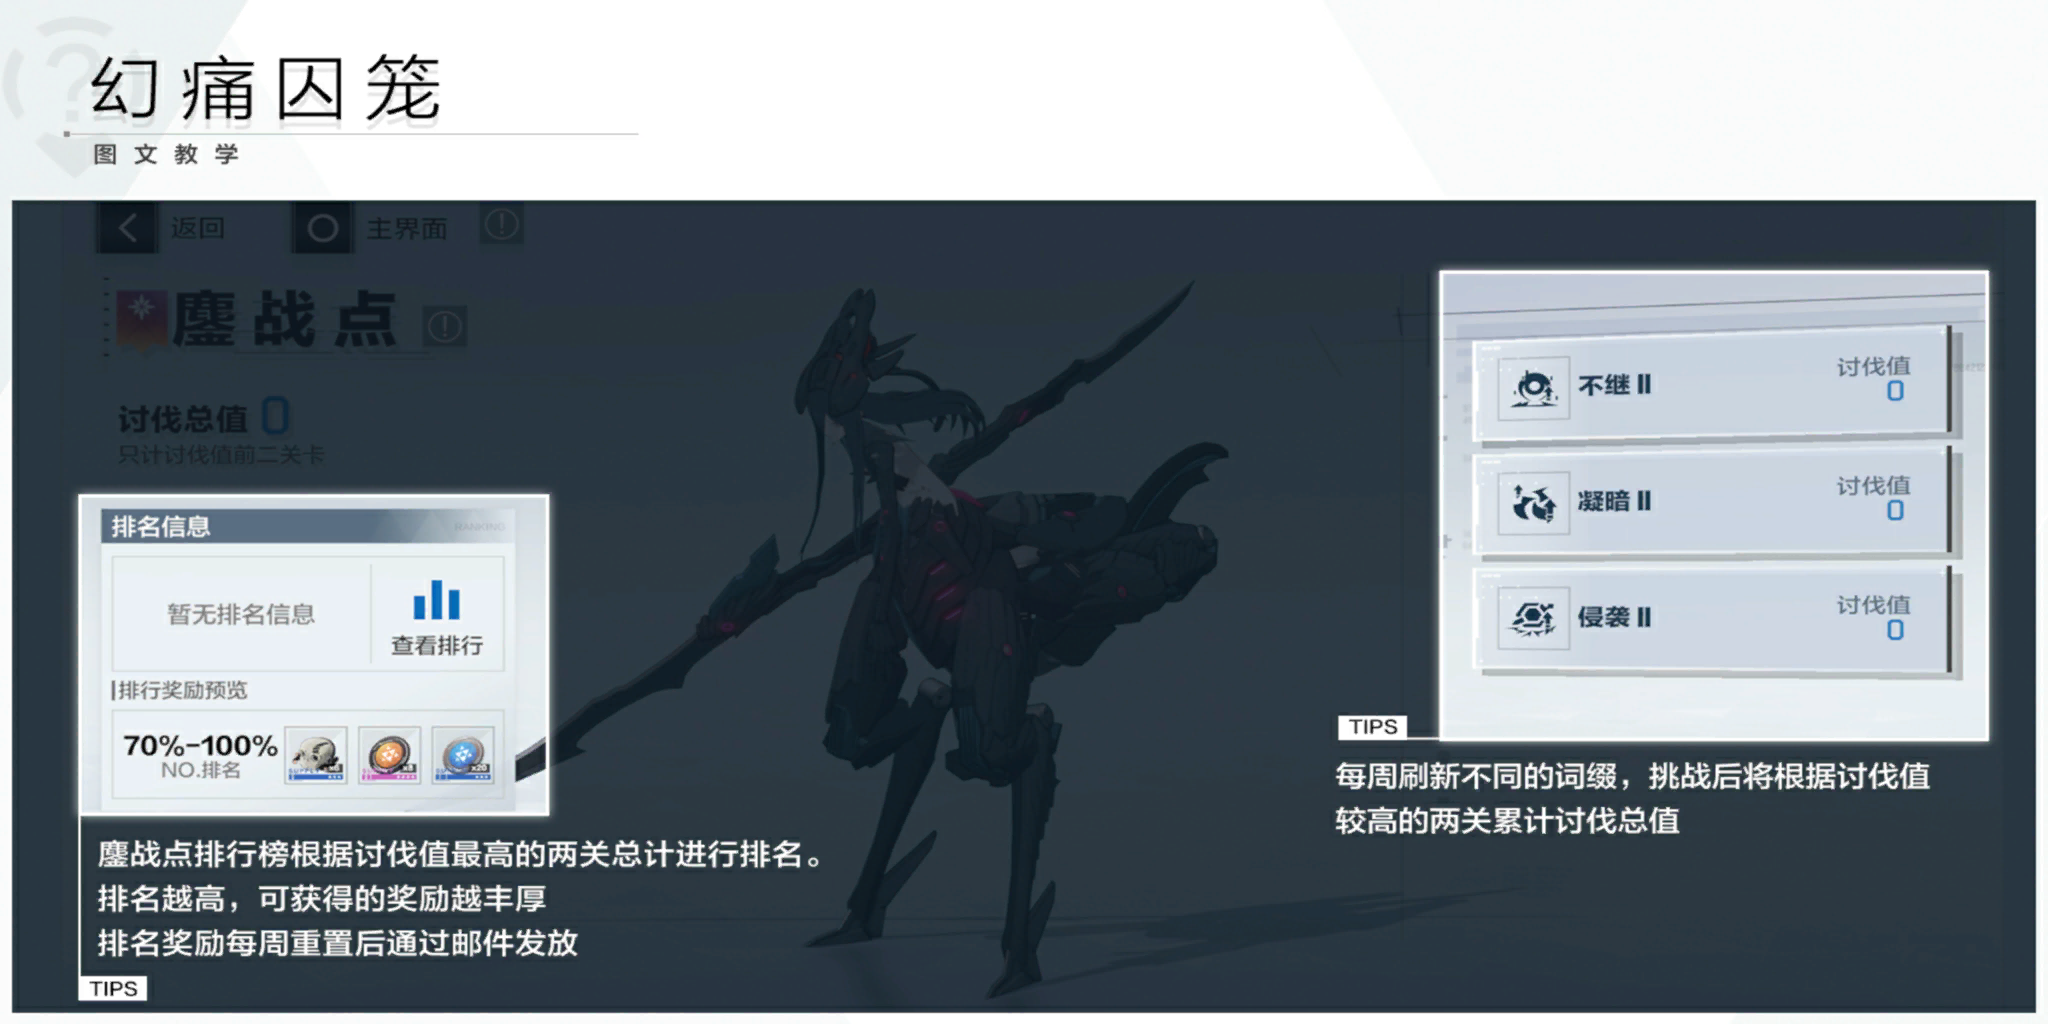 幻痛囚笼
图文教学
返回
主界面
鏖战点
讨伐总值 0
只计讨伐值前二关卡
排名信息
RANKING
暂无排名信息
查看排行
排行奖励预览
70%-100%
NO.排名
x8
x20
鏖战点排行榜根据讨伐值最高的两关总计进行排名。
排名越高，可获得的奖励越丰厚
排名奖励每周重置后通过邮件发放
TIPS
不继 II
讨伐值
0
凝暗 II
讨伐值
0
侵袭 II
讨伐值
0
TIPS
每周刷新不同的词缀，挑战后将根据讨伐值
较高的两关累计讨伐总值